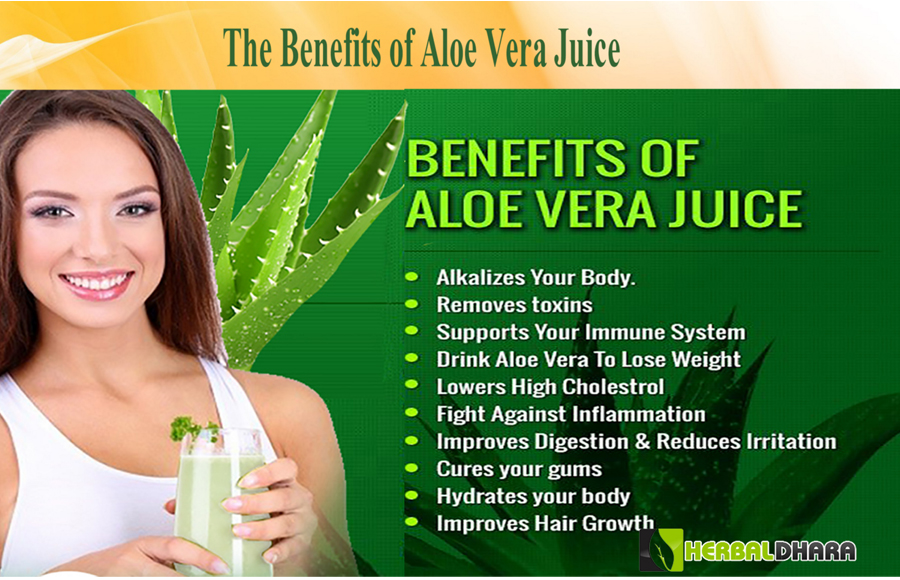 The Benefits of Aloe Vera Juice
BENEFITS OF
ALOE VERA JUICE
Alkalizes Your Body.
Removes toxins
Supports Your Immune System
Drink Aloe Vera To Lose Weight
Lowers High Cholestrol
Fight Against Inflammation
Improves Digestion & Reduces Irritation
Cures your gums
Hydrates your body
Improves Hair Growth
HERBALDHARA